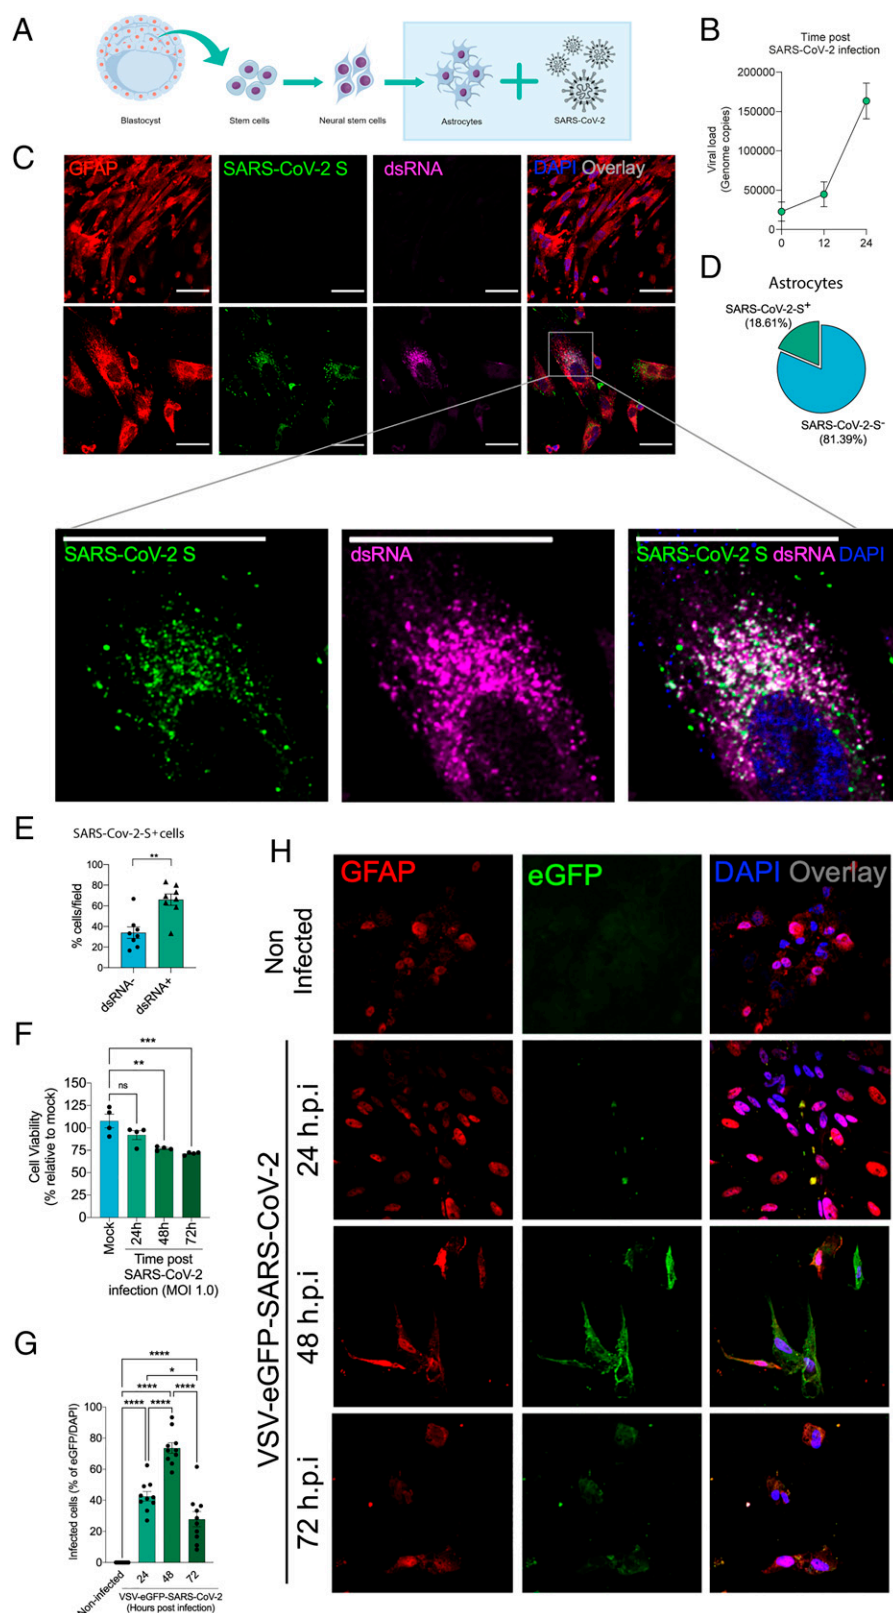 A
Blastocyst
Stem cells
Neural stem cells
Astrocytes
SARS-CoV-2
B
Time post
SARS-CoV-2 infection
Viral load
(Genome copies)
200000
150000
100000
50000
0
0 12 24
C
GFAP
SARS-CoV-2 S
dsRNA
DAPI Overlay
D
Astrocytes
SARS-CoV-2-S+
(18.61%)
SARS-CoV-2-S-
(81.39%)
SARS-CoV-2 S
dsRNA
SARS-CoV-2 S dsRNA DAPI
E
SARS-Cov-2-S+cells
**
% cells/field
100
80
60
40
20
0
dsRNA-
dsRNA+
F
***
**
ns
Cell Viability
(% relative to mock)
150
125
100
75
50
25
0
Mock
24h
48h
72h
Time post
SARS-CoV-2
infection (MOI 1.0)
G
****
*
**** ****
**** ****
Infected cells (% of eGFP/DAPI)
100
80
60
40
20
0
Non-infected
24
48
72
VSV-eGFP-SARS-CoV-2
(Hours post infection)
H
GFAP
eGFP
DAPI Overlay
Non
Infected
VSV-eGFP-SARS-CoV-2
24 h.p.i
48 h.p.i
72 h.p.i